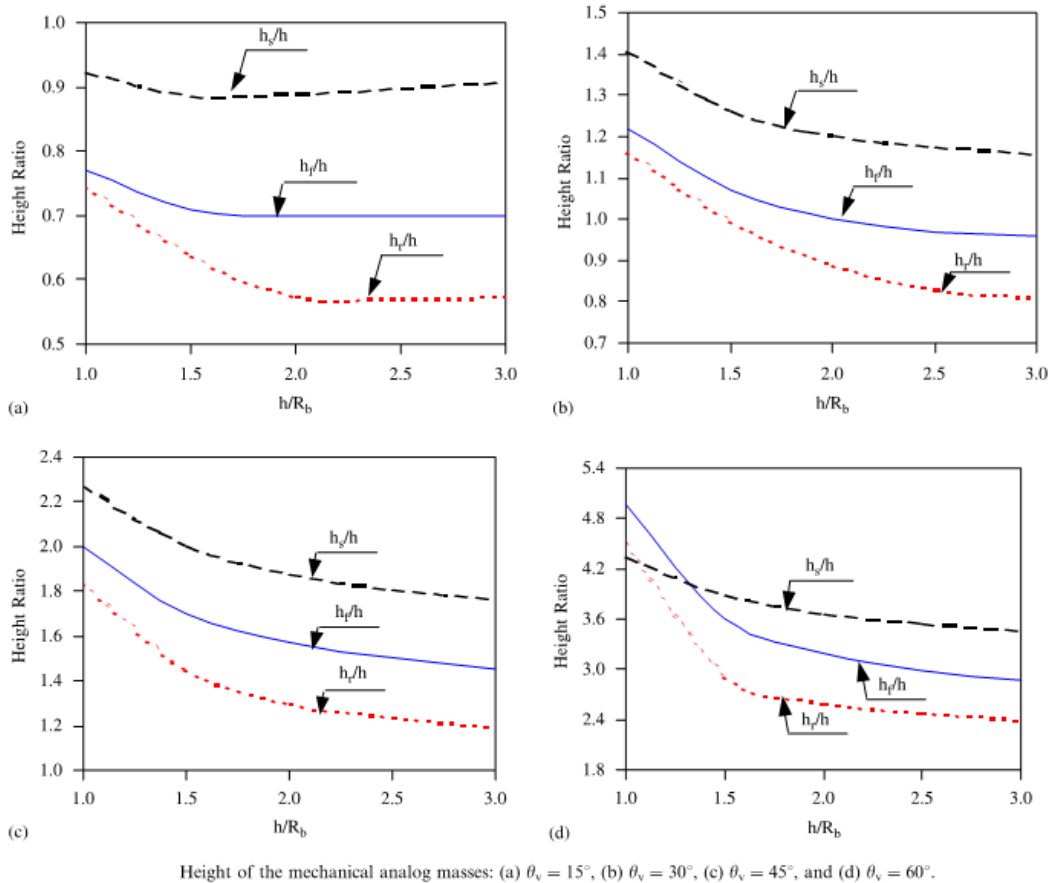 1.0
0.9
0.8
0.7
0.6
0.5
Height Ratio
hs/h
hf/h
hr/h
1.0 1.5 2.0 2.5 3.0
h/Rb
(a)
1.5
1.4
1.3
1.2
1.1
1.0
0.9
0.8
0.7
Height Ratio
hs/h
hf/h
hr/h
1.0 1.5 2.0 2.5 3.0
h/Rb
(b)
2.4
2.2
2.0
1.8
1.6
1.4
1.2
1.0
Height Ratio
hs/h
hf/h
hr/h
1.0 1.5 2.0 2.5 3.0
h/Rb
(c)
5.4
4.8
4.2
3.6
3.0
2.4
1.8
Height Ratio
hs/h
hf/h
hr/h
1.0 1.5 2.0 2.5 3.0
h/Rb
(d)
Height of the mechanical analog masses: (a) θv = 15°, (b) θv = 30°, (c) θv = 45°, and (d) θv = 60°.